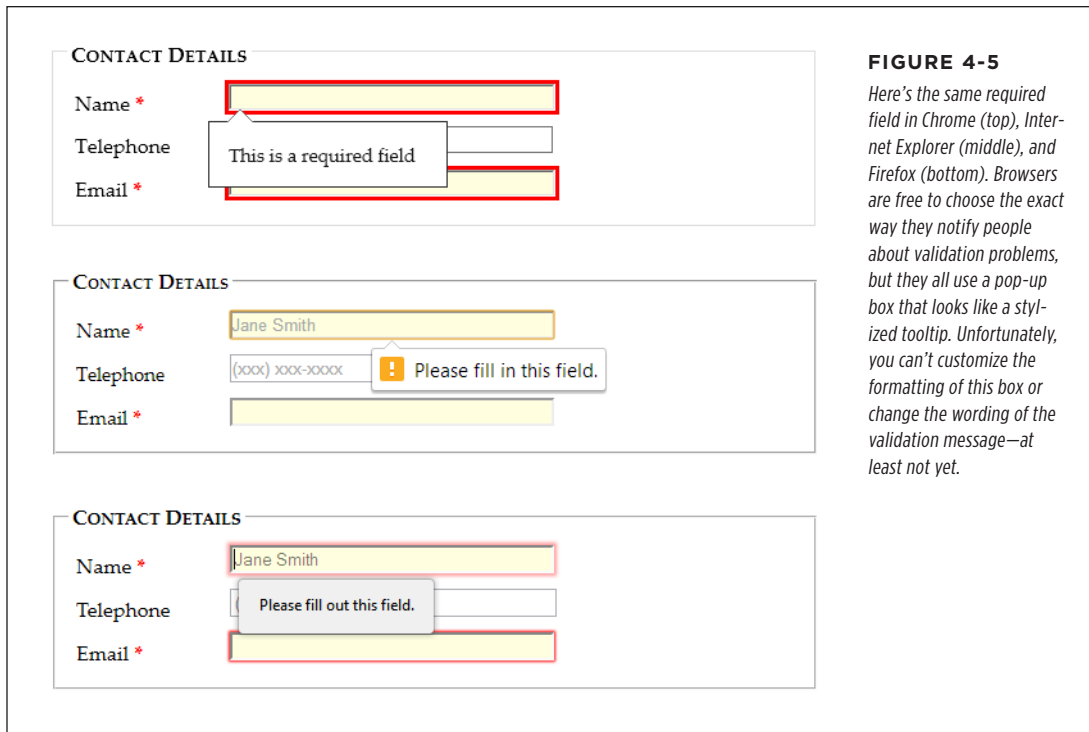 CONTACT DETAILS
Name *
Telephone
This is a required field
Email *
CONTACT DETAILS
Name *
Jane Smith
Telephone
(xxx) xxx-xxxx
Please fill in this field.
Email *
CONTACT DETAILS
Name *
Jane Smith
Telephone
(
Please fill out this field.
Email *
FIGURE 4-5
Here's the same required
field in Chrome (top), Inter-
net Explorer (middle), and
Firefox (bottom). Browsers
are free to choose the exact
way they notify people
about validation problems,
but they all use a pop-up
box that looks like a styl-
ized tooltip. Unfortunately,
you can't customize the
formatting of this box or
change the wording of the
validation message—at
least not yet.